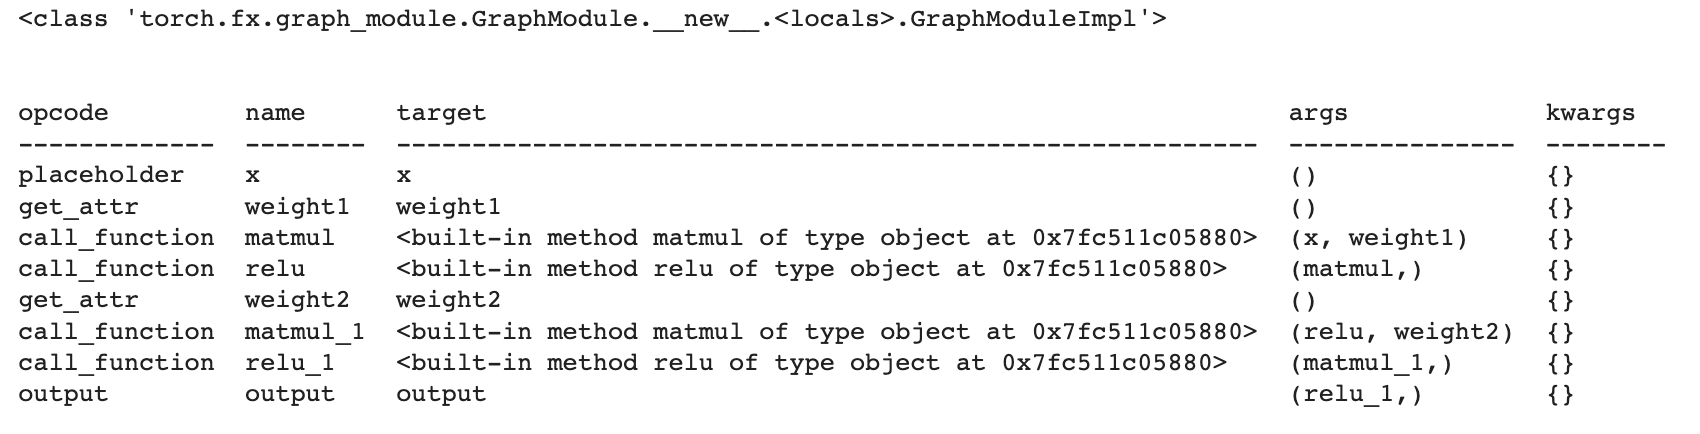 <class 'torch.fx.graph_module.GraphModule.__new__.<locals>.GraphModuleImpl'>
opcode         name      target                                                     args             kwargs
-------------  --------  ---------------------------------------------------------  ---------------  --------
placeholder    x         x                                                          ()               {}
get_attr       weight1   weight1                                                    ()               {}
call_function  matmul    <built-in method matmul of type object at 0x7fc511c05880>  (x, weight1)     {}
call_function  relu      <built-in method relu of type object at 0x7fc511c05880>    (matmul,)        {}
get_attr       weight2   weight2                                                    ()               {}
call_function  matmul_1  <built-in method matmul of type object at 0x7fc511c05880>  (relu, weight2)  {}
call_function  relu_1    <built-in method relu of type object at 0x7fc511c05880>    (matmul_1,)      {}
output         output    output                                                     (relu_1,)        {}